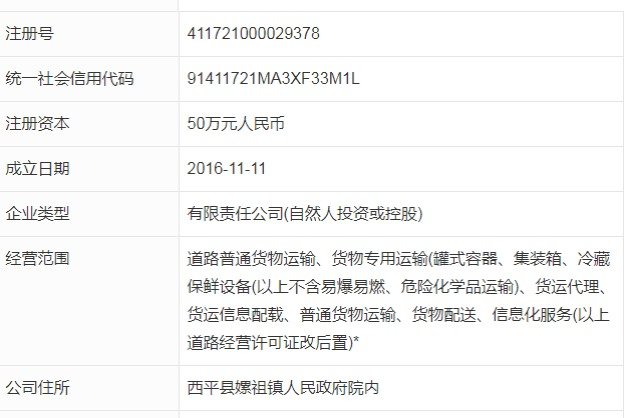 注册号 411721000029378
统一社会信用代码 91411721MA3XF33M1L
注册资本 50万元人民币
成立日期 2016-11-11
企业类型 有限责任公司(自然人投资或控股)
经营范围 道路普通货物运输、货物专用运输(罐式容器、集装箱、冷藏
保鲜设备(以上不含易爆易燃、危险化学品运输)、货运代理、
货运信息配载、普通货物运输、货物配送、信息化服务(以上
道路经营许可证改后置)*
公司住所 西平县嫘祖镇人民政府院内